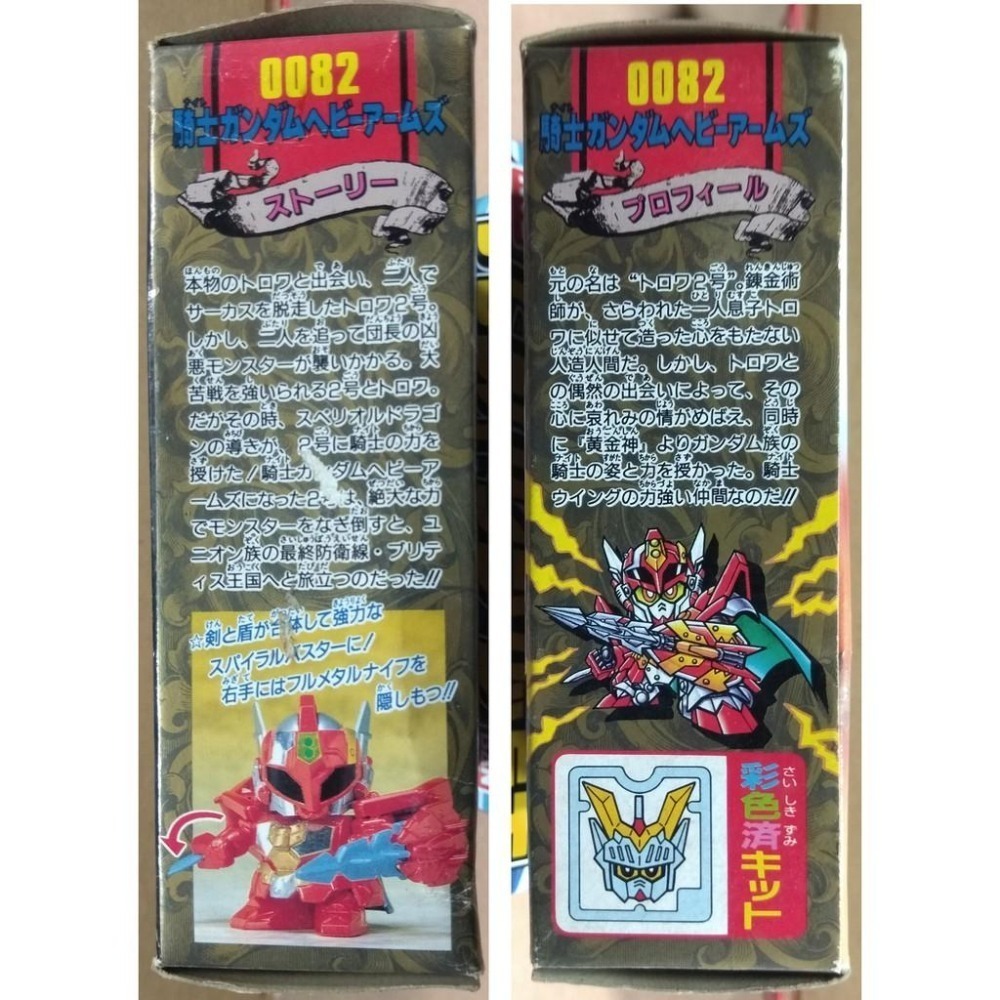 0082
騎士ガンダムヘビーアームズ
ストーリー
本物のトロワと出会い、二人で
サーカスを脱走したトロワ2号。
しかし、二人を追って団長の凶
悪モンスターが襲いかかる。大
苦戦を強いられる2号とトロワ。
だがその時、スペリオルドラゴ
ンの導きが、2号に騎士の力を
授けた!騎士ガンダムヘビーア
ームズになった2号は、絶大な力
でモンスターをなぎ倒すと、ユ
ニオン族の最終防衛線・ブリテ
ィス王国へと旅立つのだった!!
☆剣と盾が合体して強力な
スパイラルバスターに!
右手にはフルメタルナイフを
隠しもつ!!
0082
騎士ガンダムヘビーアームズ
プロフィール
元の名は“トロワ2号”。錬金術
師が、さらわれた一人息子トロ
ワに似せて造った心をもたない
人造人間だ。しかし、トロワと
の偶然の出会いによって、その
心に哀れみの情がめばえ、同時
に「黄金神」よりガンダム族の
騎士の姿と力を授かった。騎士
ウイングの力強い仲間なのだ!!
彩色済キット
さいしきずみ